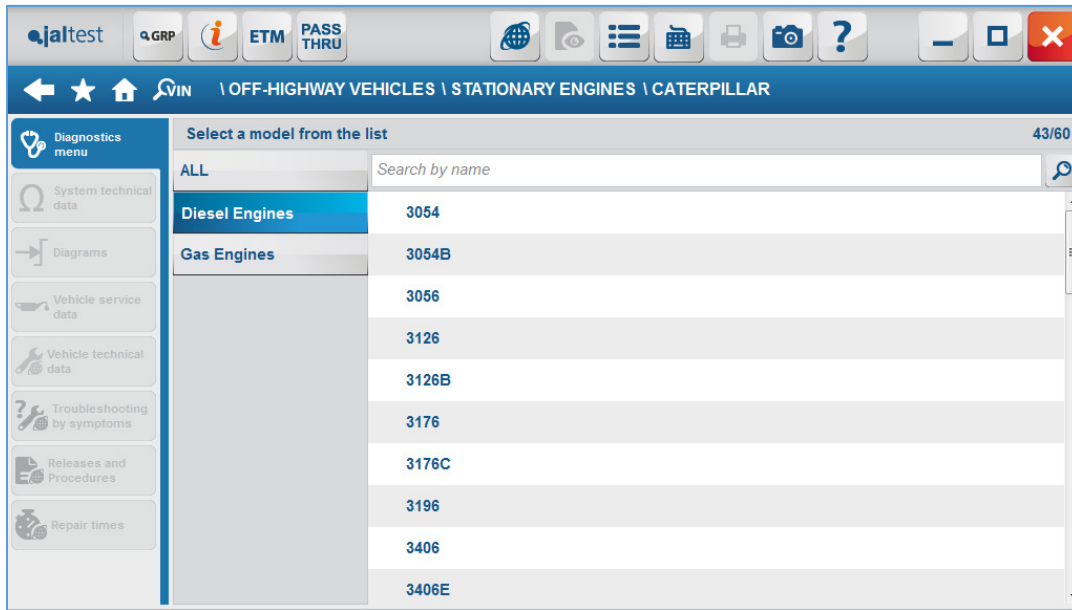 jaltest
GRP
i
ETM
PASS
THRU
?
VIN
\ OFF-HIGHWAY VEHICLES \ STATIONARY ENGINES \ CATERPILLAR
Diagnostics
menu
System technical
data
Diagrams
Vehicle service
data
Vehicle technical
data
Troubleshooting
by symptoms
Releases and
Procedures
Repair times
Select a model from the list
43/60
ALL
Diesel Engines
Gas Engines
Search by name
3054
3054B
3056
3126
3126B
3176
3176C
3196
3406
3406E